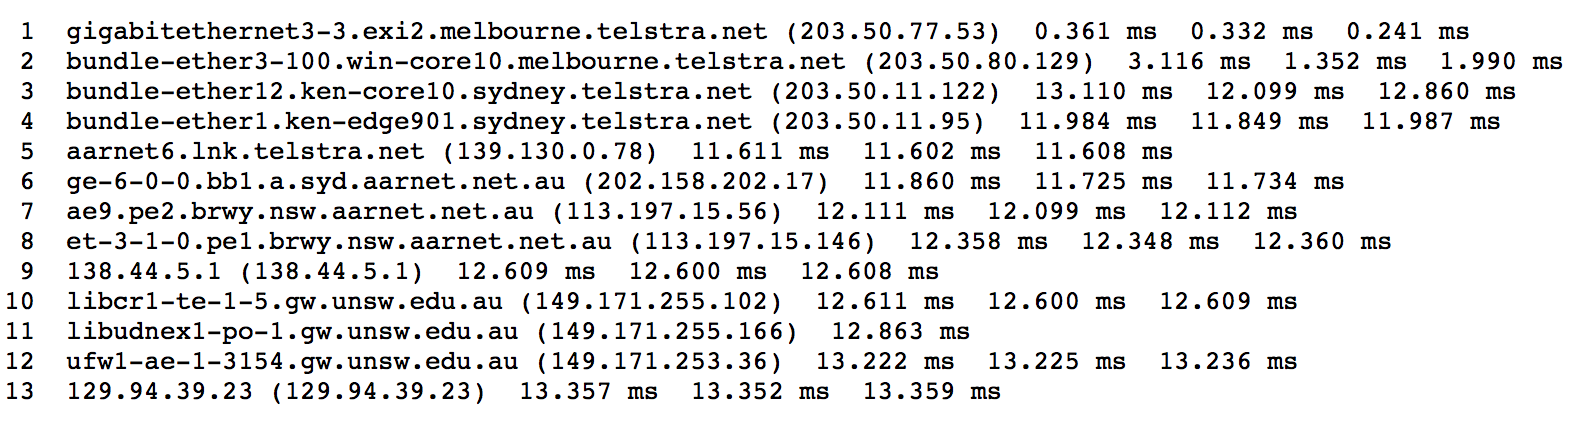 1 gigabitethernet3-3.exi2.melbourne.telstra.net (203.50.77.53) 0.361 ms 0.332 ms 0.241 ms
2 bundle-ether3-100.win-core10.melbourne.telstra.net (203.50.80.129) 3.116 ms 1.352 ms 1.990 ms
3 bundle-ether12.ken-core10.sydney.telstra.net (203.50.11.122) 13.110 ms 12.099 ms 12.860 ms
4 bundle-ether1.ken-edge901.sydney.telstra.net (203.50.11.95) 11.984 ms 11.849 ms 11.987 ms
5 aarnet6.lnk.telstra.net (139.130.0.78) 11.611 ms 11.602 ms 11.608 ms
6 ge-6-0-0.bb1.a.syd.aarnet.net.au (202.158.202.17) 11.860 ms 11.725 ms 11.734 ms
7 ae9.pe2.brwy.nsw.aarnet.net.au (113.197.15.56) 12.111 ms 12.099 ms 12.112 ms
8 et-3-1-0.pe1.brwy.nsw.aarnet.net.au (113.197.15.146) 12.358 ms 12.348 ms 12.360 ms
9 138.44.5.1 (138.44.5.1) 12.609 ms 12.600 ms 12.608 ms
10 libcr1-te-1-5.gw.unsw.edu.au (149.171.255.102) 12.611 ms 12.600 ms 12.609 ms
11 libudnex1-po-1.gw.unsw.edu.au (149.171.255.166) 12.863 ms
12 ufw1-ae-1-3154.gw.unsw.edu.au (149.171.253.36) 13.222 ms 13.225 ms 13.236 ms
13 129.94.39.23 (129.94.39.23) 13.357 ms 13.352 ms 13.359 ms